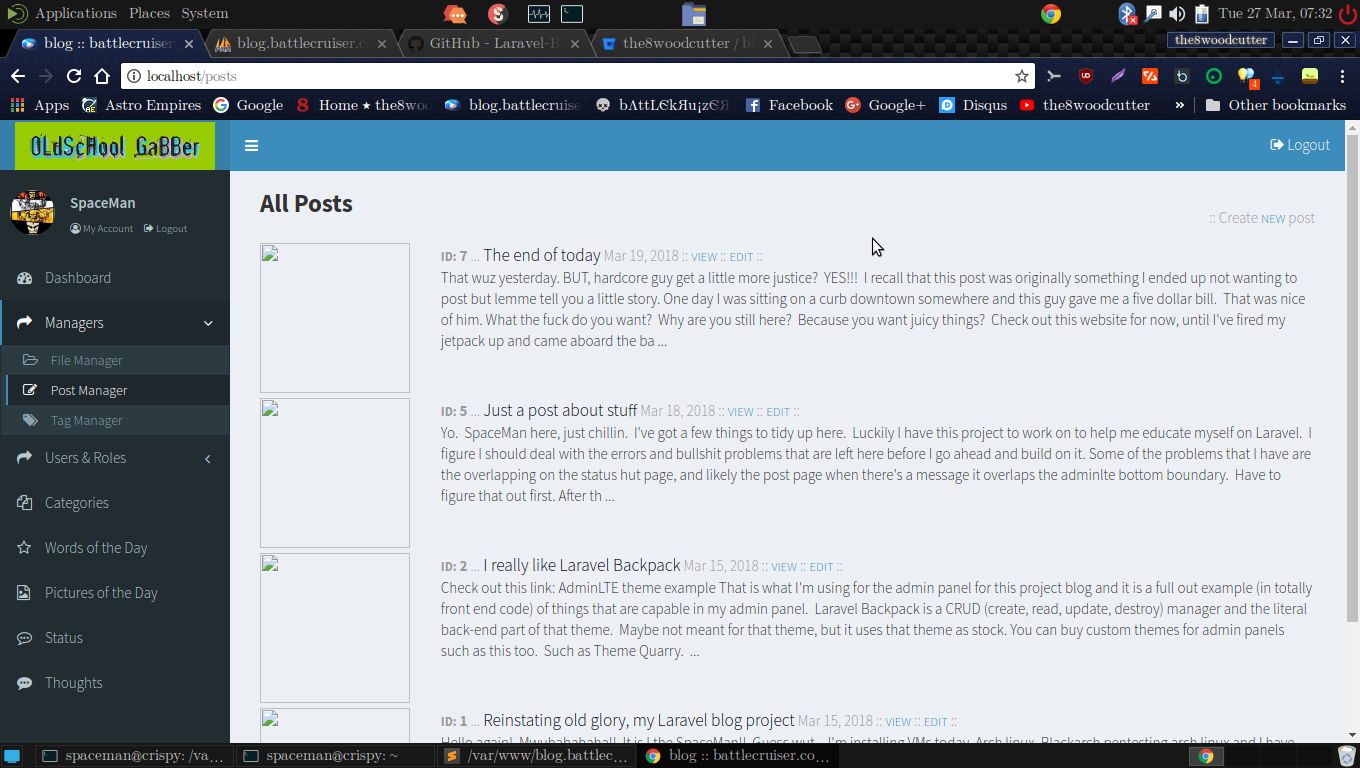 Applications Places System
Tue 27 Mar, 07:32
blog :: battlecruiser
blog.battlecruiser.c
GitHub - Laravel-B
the8woodcutter / bl
the8woodcutter
localhost/posts
Apps
Astro Empires
Google
Home ★ the8wo
blog.battlecruise
Facebook
Google+
Disqus
the8woodcutter
»
Other bookmarks
OLdScHool GaBBer
Logout
SpaceMan
My Account Logout
Dashboard
Managers
File Manager
Post Manager
Tag Manager
Users & Roles
Categories
Words of the Day
Pictures of the Day
Status
Thoughts
All Posts
:: Create NEW post
ID: 7 ... The end of today Mar 19, 2018 :: VIEW :: EDIT ::
That wuz yesterday. BUT, hardcore guy get a little more justice? YES!!! I recall that this post was originally something I ended up not wanting to
post but lemme tell you a little story. One day I was sitting on a curb downtown somewhere and this guy gave me a five dollar bill. That was nice
of him. What the fuck do you want? Why are you still here? Because you want juicy things? Check out this website for now, until I've fired my
jetpack up and came aboard the ba ...
ID: 5 ... Just a post about stuff Mar 18, 2018 :: VIEW :: EDIT ::
Yo. SpaceMan here, just chillin. I've got a few things to tidy up here. Luckily I have this project to work on to help me educate myself on Laravel. I
figure I should deal with the errors and bullshit problems that are left here before I go ahead and build on it. Some of the problems that I have are
the overlapping on the status hut page, and likely the post page when there's a message it overlaps the adminlte bottom boundary. Have to
figure that out first. After th ...
ID: 2 ... I really like Laravel Backpack Mar 15, 2018 :: VIEW :: EDIT ::
Check out this link: AdminLTE theme example That is what I'm using for the admin panel for this project blog and it is a full out example (in totally
front end code) of things that are capable in my admin panel. Laravel Backpack is a CRUD (create, read, update, destroy) manager and the literal
back-end part of that theme. Maybe not meant for that theme, but it uses that theme as stock. You can buy custom themes for admin panels
such as this too. Such as Theme Quarry. ...
ID: 1 ... Reinstating old glory, my Laravel blog project Mar 15, 2018 :: VIEW :: EDIT ::
spaceman@crispy: /va...
spaceman@crispy: ~
/var/www/blog.battlec...
blog :: battlecruiser.co...